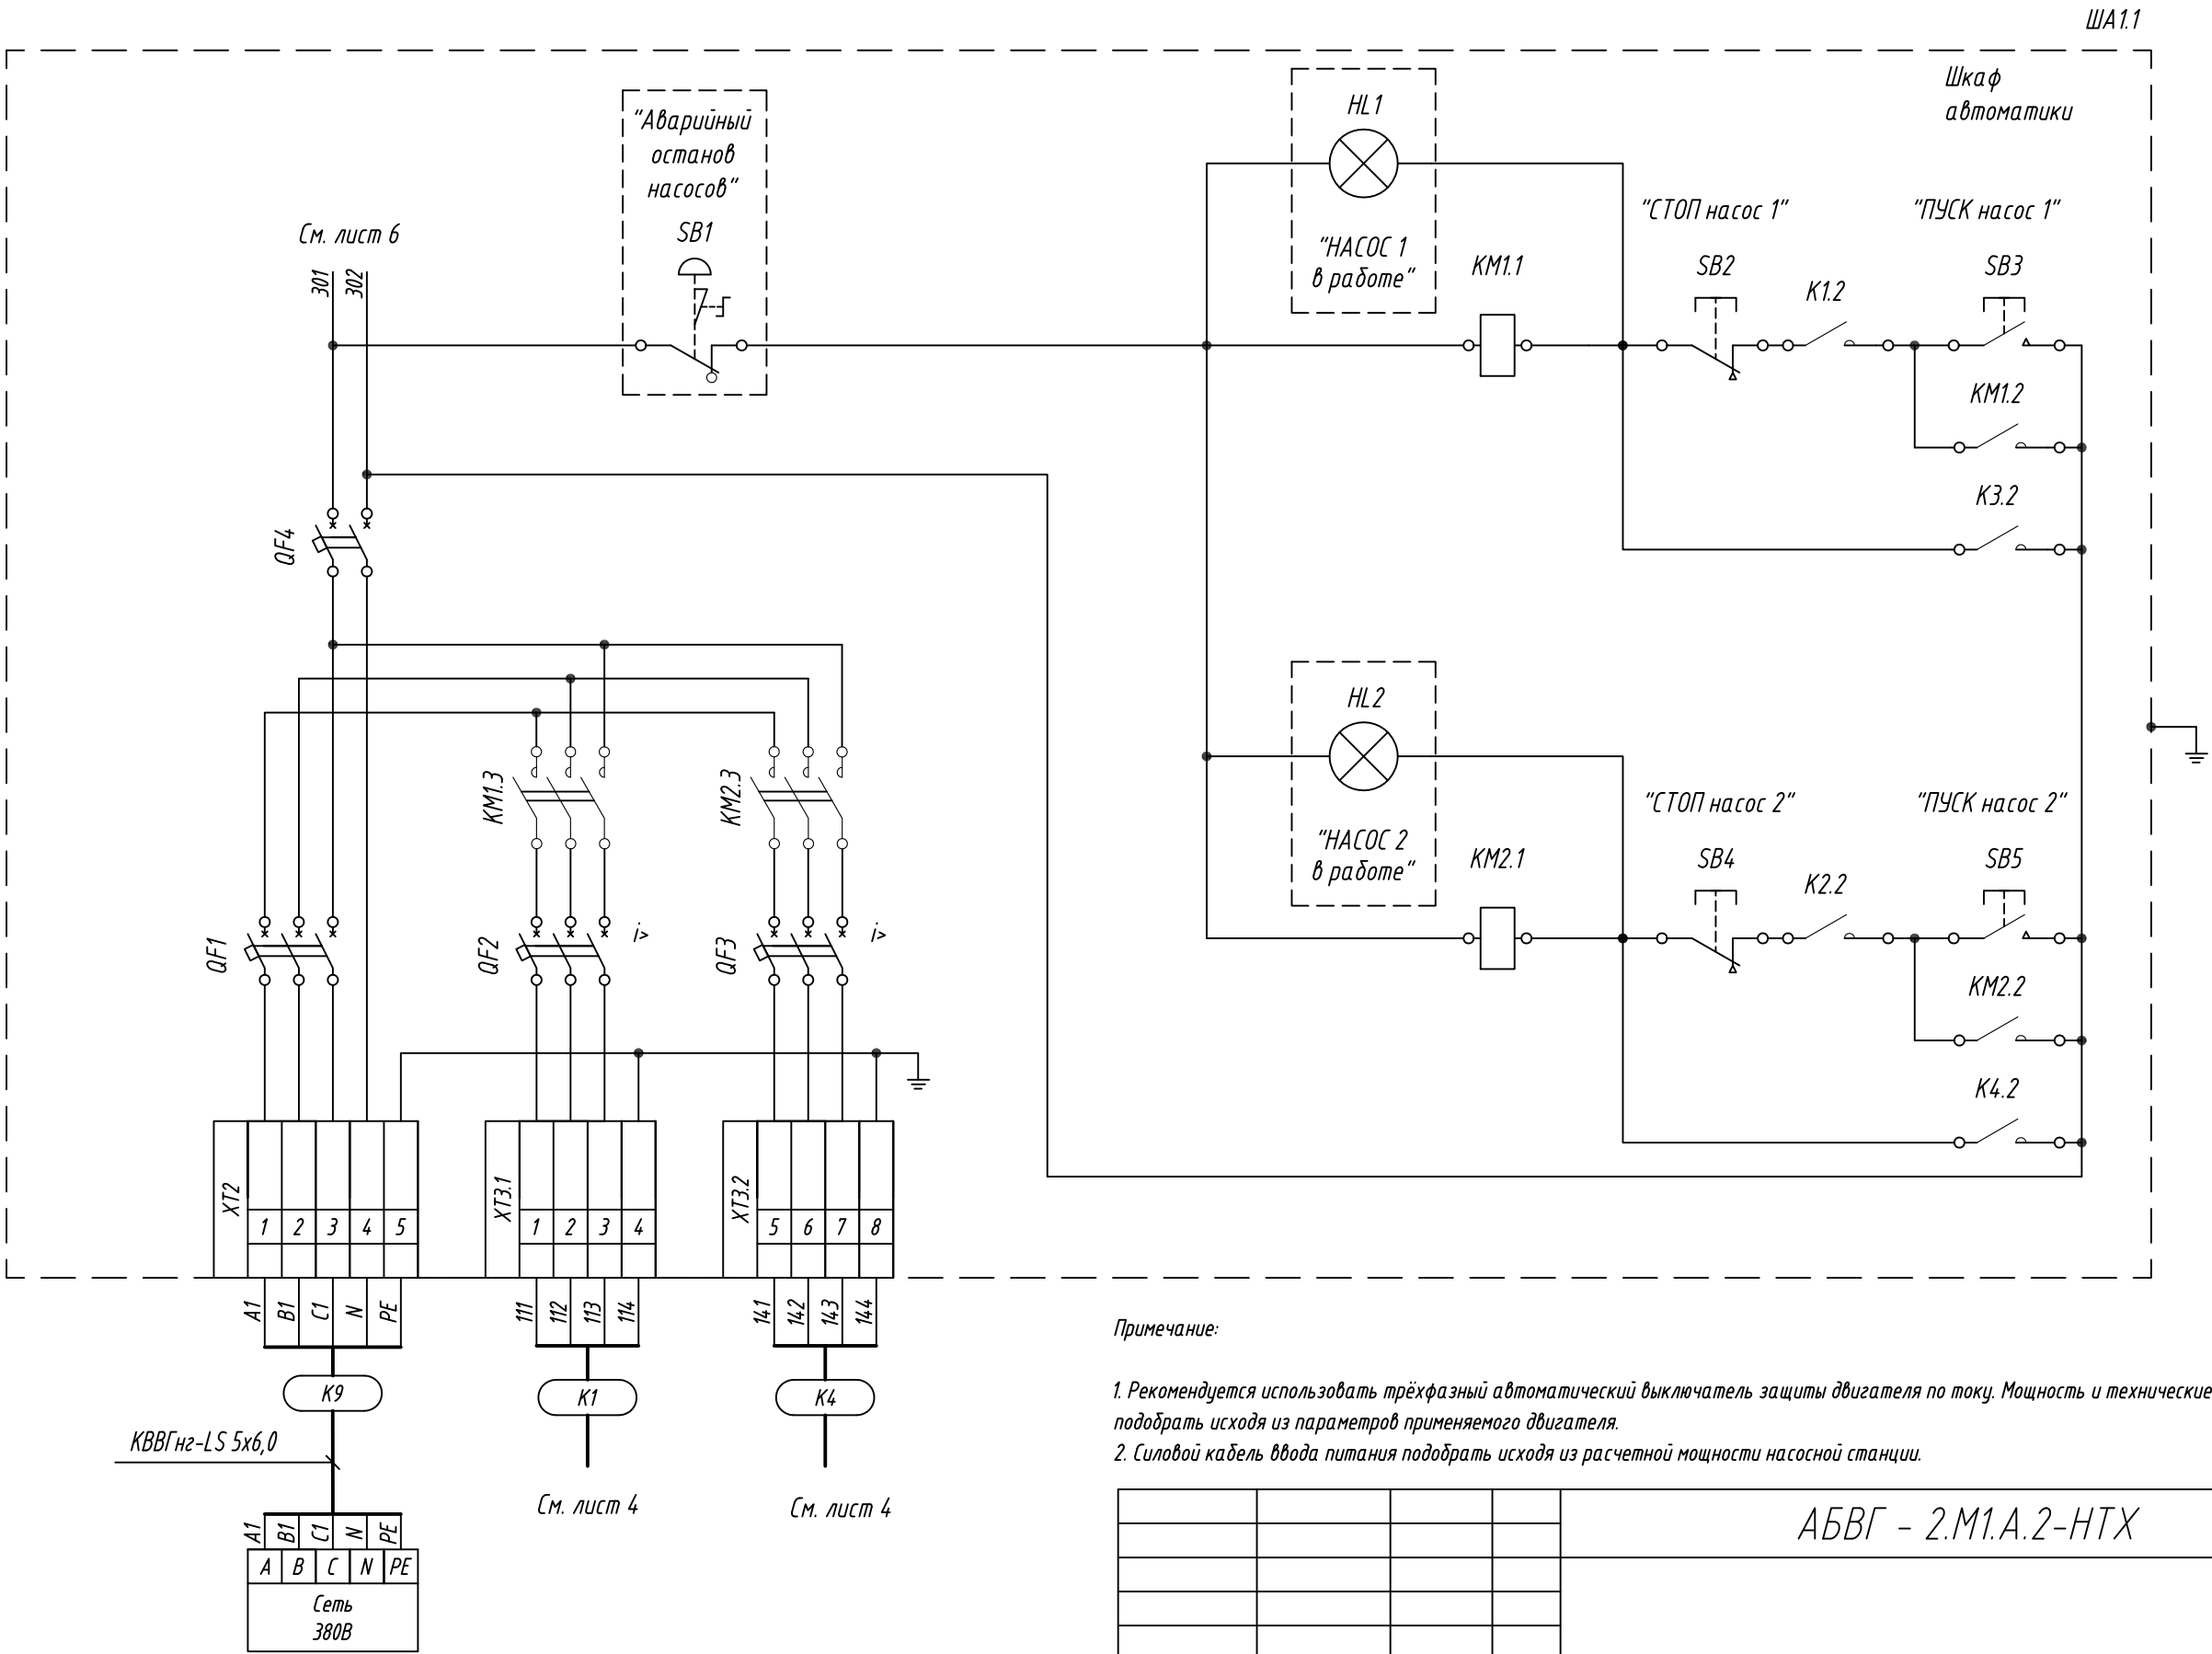 ША1.1
Шкаф
автоматики
"Аварийный
останов
насосов"
SB1
См. лист 6
301
302
HL1
"НАСОС 1
в работе"
KM1.1
"СТОП насос 1"
SB2
K1.2
"ПУСК насос 1"
SB3
KM1.2
K3.2
QF4
HL2
"НАСОС 2
в работе"
KM2.1
"СТОП насос 2"
SB4
K2.2
"ПУСК насос 2"
SB5
KM2.2
K4.2
KM1.3
KM2.3
QF1
QF2
i>
QF3
i>
XT2
1 2 3 4 5
XT3.1
1 2 3 4
XT3.2
5 6 7 8
A1 B1 C1 N PE
111 112 113 114
141 142 143 144
K9
K1
K4
КВВГнг-LS 5x6,0
См. лист 4
См. лист 4
A1 B1 C1 N PE
A B C N PE
Сеть
380В
Примечание:
1. Рекомендуется использовать трёхфазный автоматический выключатель защиты двигателя по току. Мощность и технические
подобрать исходя из параметров применяемого двигателя.
2. Силовой кабель ввода питания подобрать исходя из расчетной мощности насосной станции.
АБВГ - 2.М1.А.2-НТХ